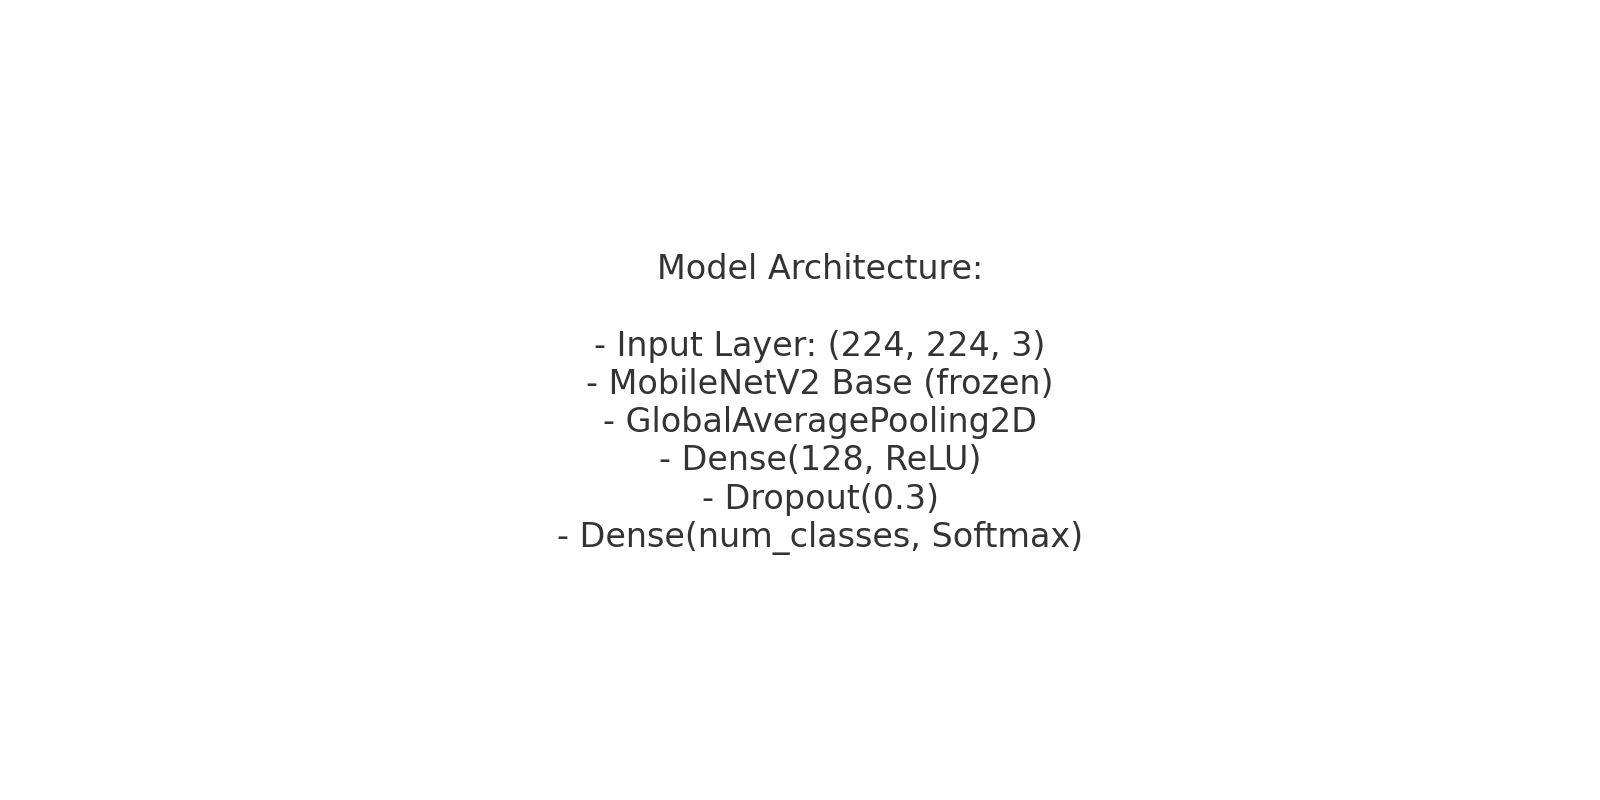 Model Architecture:
- Input Layer: (224, 224, 3)
- MobileNetV2 Base (frozen)
- GlobalAveragePooling2D
- Dense(128, ReLU)
- Dropout(0.3)
- Dense(num_classes, Softmax)